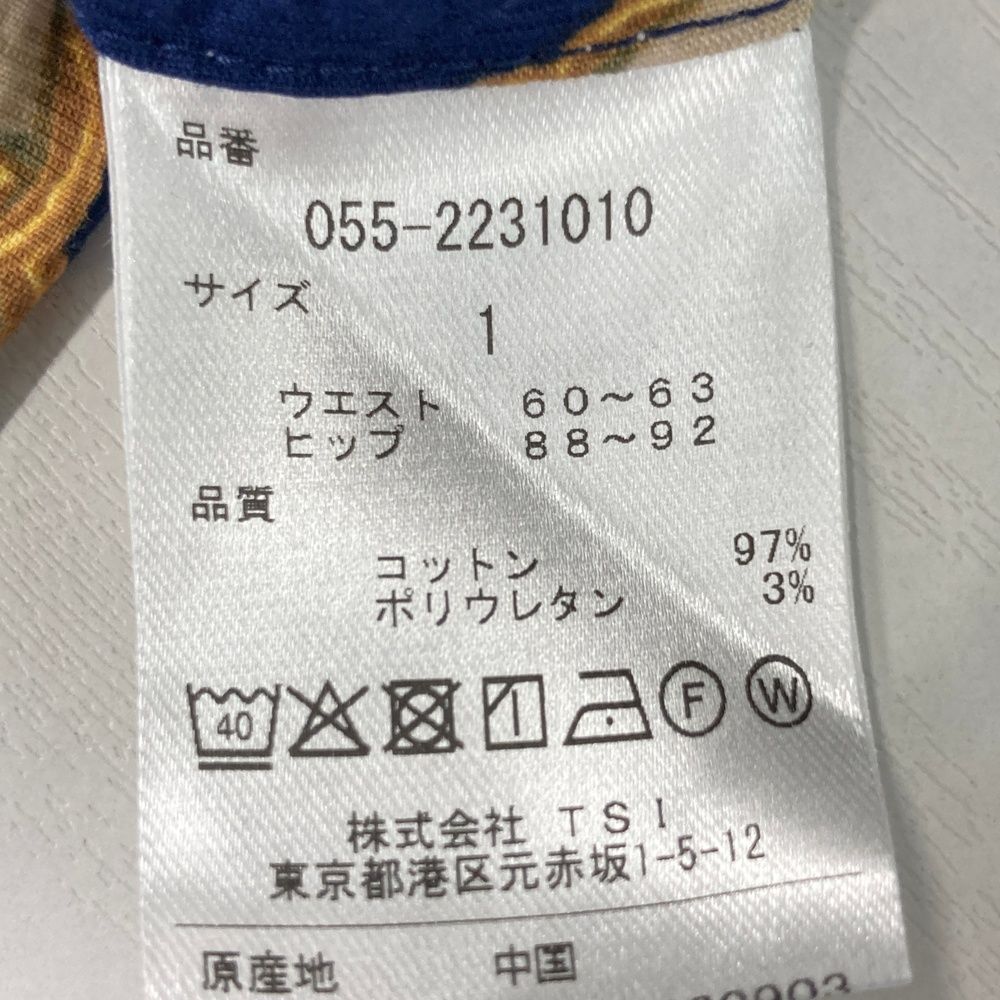 品番
055-2231010
サイズ
1
ウエスト 60～63
ヒップ 88～92
品質
コットン 97%
ポリウレタン 3%
40
F W
株式会社 TSI
東京都港区元赤坂1-5-12
原産地 中国